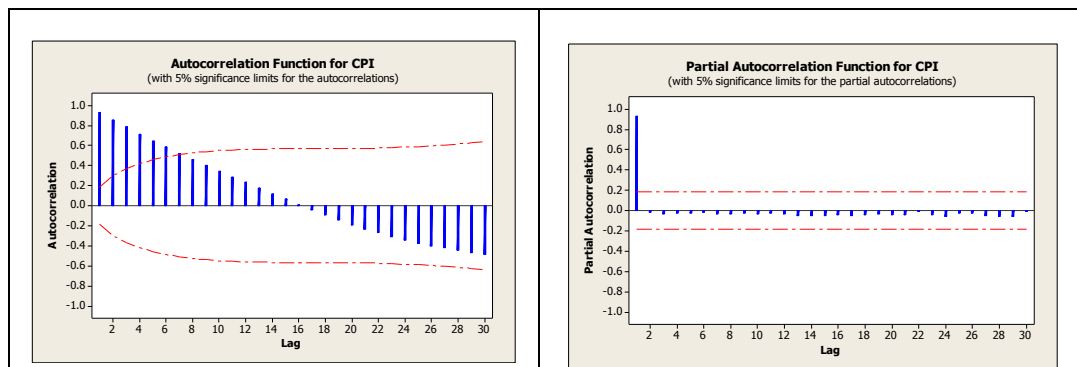 Autocorrelation Function for CPI
(with 5% significance limits for the autocorrelations)
1.0
0.8
0.6
0.4
0.2
0.0
-0.2
-0.4
-0.6
-0.8
-1.0
Autocorrelation
2 4 6 8 10 12 14 16 18 20 22 24 26 28 30
Lag
Partial Autocorrelation Function for CPI
(with 5% significance limits for the partial autocorrelations)
1.0
0.8
0.6
0.4
0.2
0.0
-0.2
-0.4
-0.6
-0.8
-1.0
Partial Autocorrelation
2 4 6 8 10 12 14 16 18 20 22 24 26 28 30
Lag